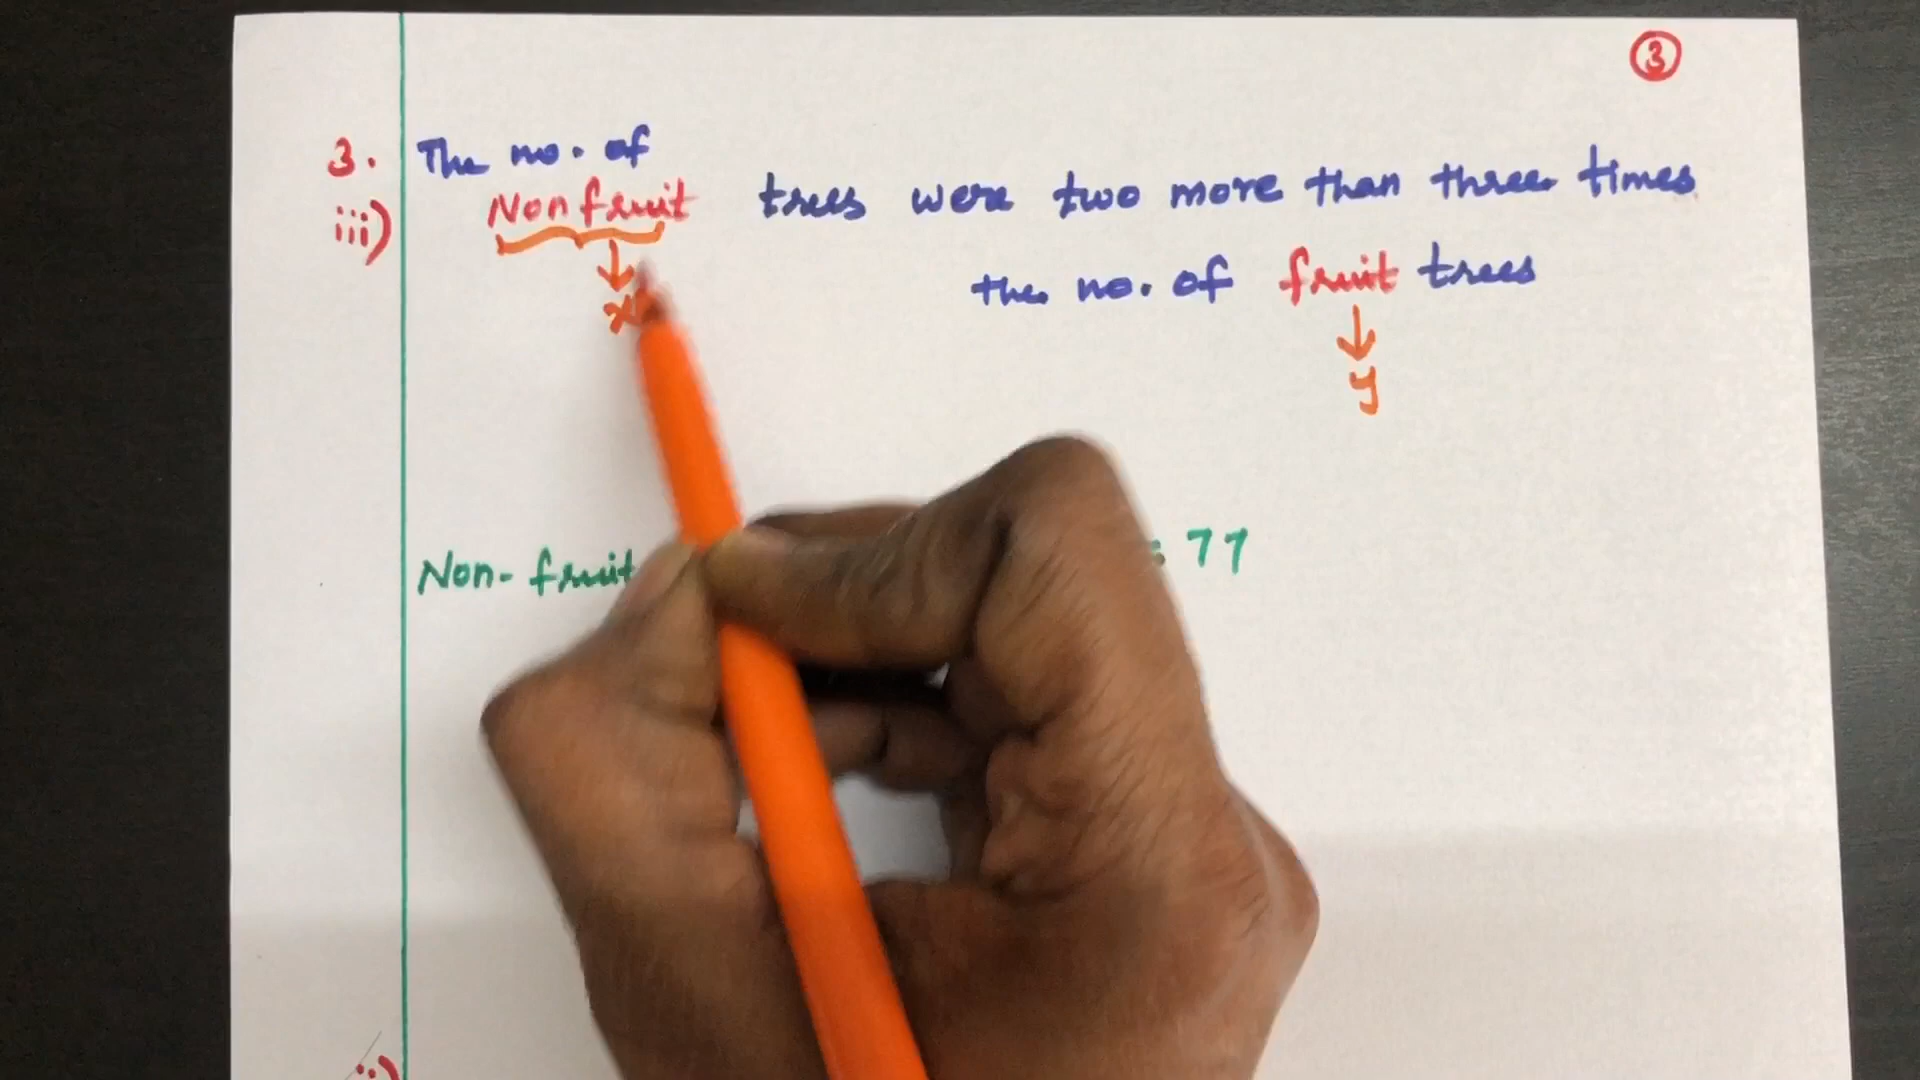 3
3. The no. of
iii) Non fruit trees were two more than three times
the no. of fruit trees
x
y
Non-fruit = 77
ii)